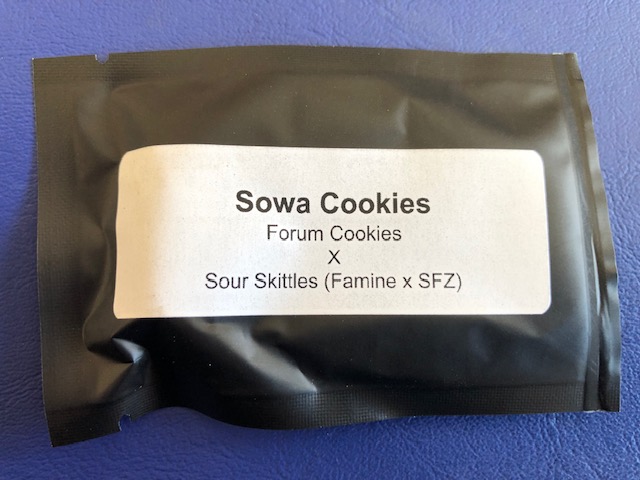 Sowa Cookies
Forum Cookies
X
Sour Skittles (Famine x SFZ)